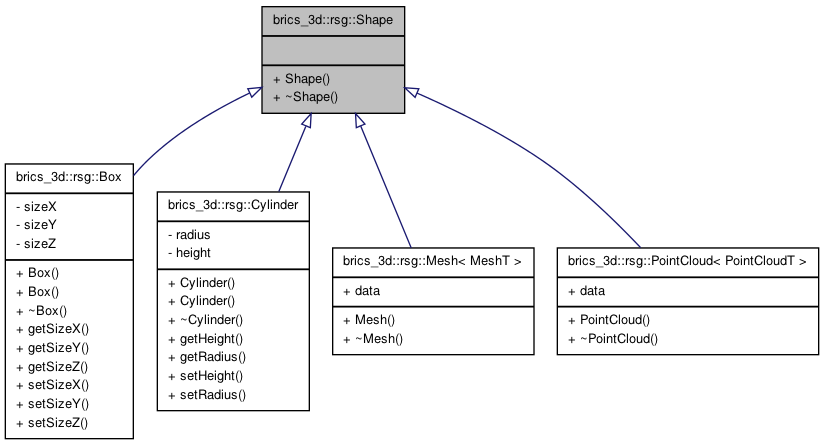 brics_3d::rsg::Shape
+ Shape()
+ ~Shape()
brics_3d::rsg::Box
- sizeX
- sizeY
- sizeZ
+ Box()
+ Box()
+ ~Box()
+ getSizeX()
+ getSizeY()
+ getSizeZ()
+ setSizeX()
+ setSizeY()
+ setSizeZ()
brics_3d::rsg::Cylinder
- radius
- height
+ Cylinder()
+ Cylinder()
+ ~Cylinder()
+ getHeight()
+ getRadius()
+ setHeight()
+ setRadius()
brics_3d::rsg::Mesh< MeshT >
+ data
+ Mesh()
+ ~Mesh()
brics_3d::rsg::PointCloud< PointCloudT >
+ data
+ PointCloud()
+ ~PointCloud()